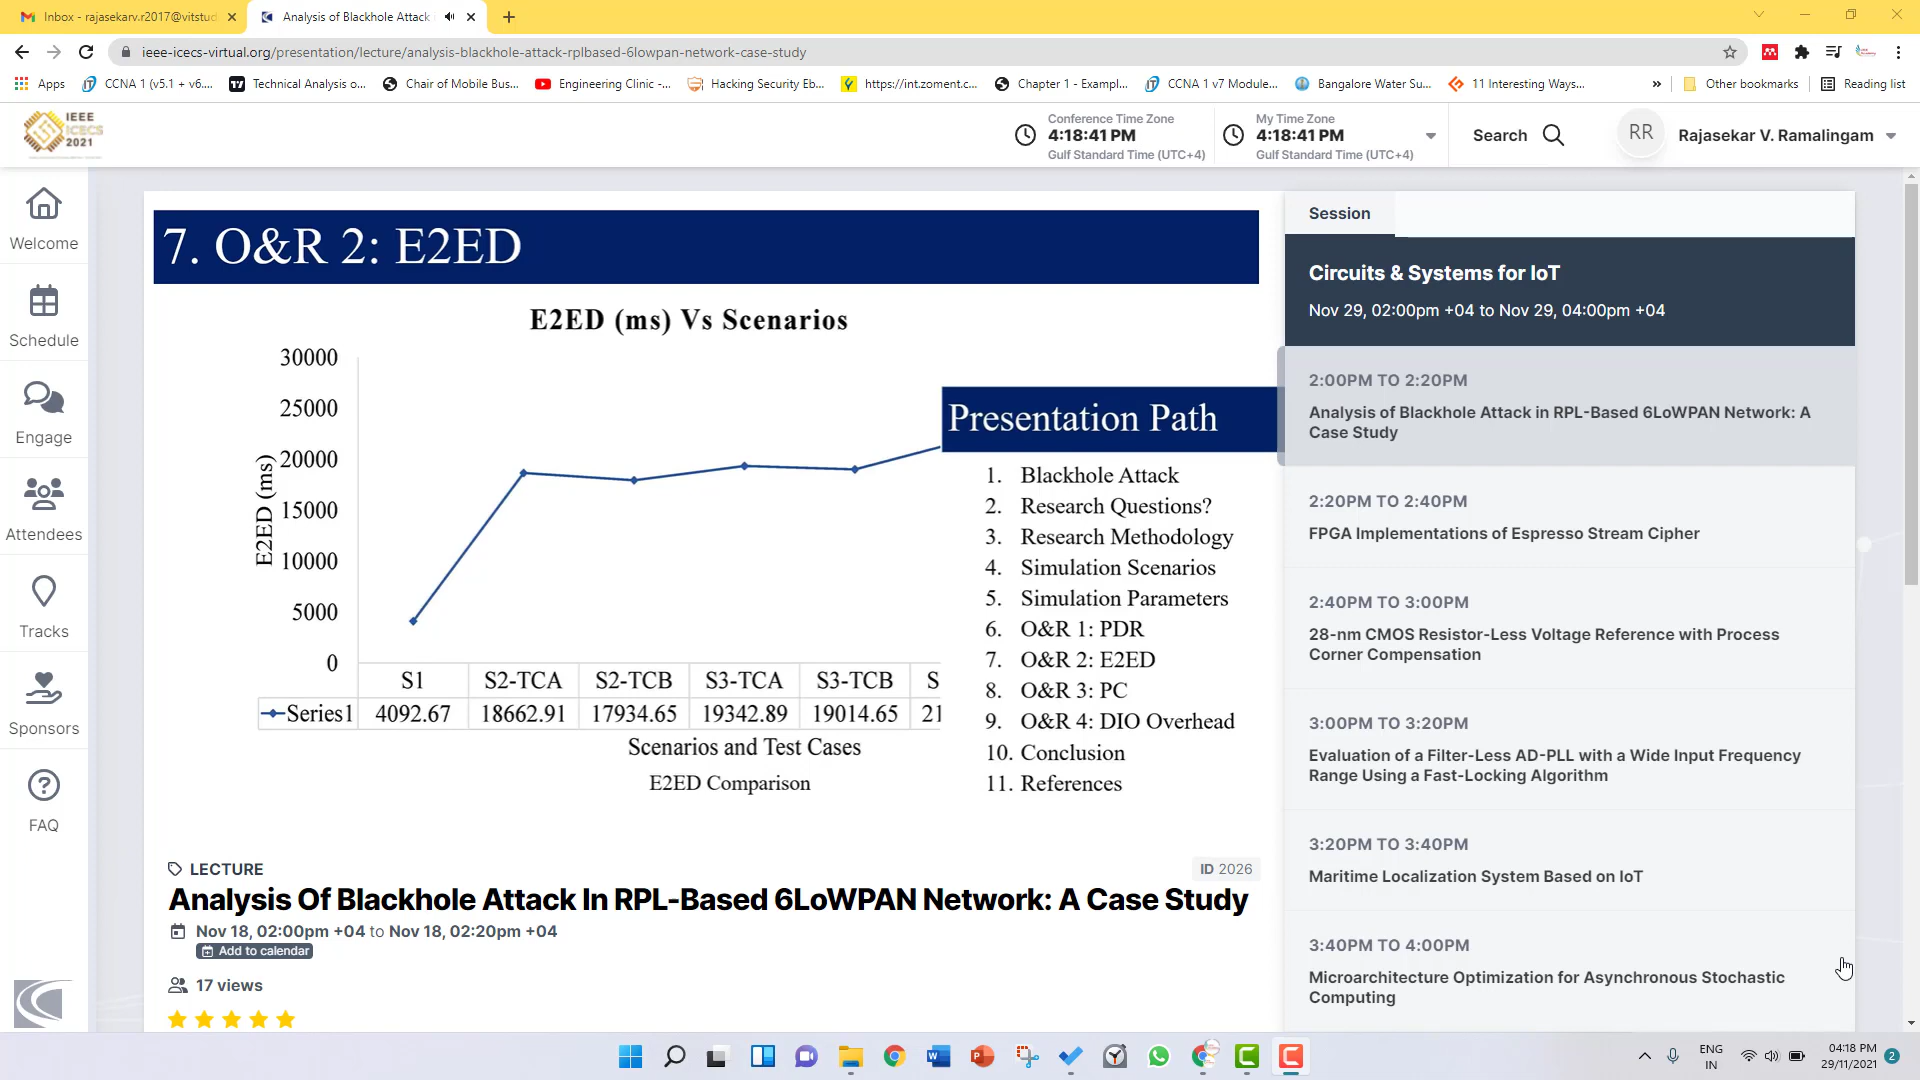 Inbox - rajasekarv.r2017@vitstud
Analysis of Blackhole Attack
ieee-icecs-virtual.org/presentation/lecture/analysis-blackhole-attack-rplbased-6lowpan-network-case-study
Apps
CCNA 1 (v5.1 + v6....
Technical Analysis o...
Chair of Mobile Bus...
Engineering Clinic -...
Hacking Security Eb...
https://int.zoment.c...
Chapter 1 - Exampl...
CCNA 1 v7 Module...
Bangalore Water Su...
11 Interesting Ways...
»
Other bookmarks
Reading list
IEEE
ICECS
2021
Conference Time Zone
4:18:41 PM
Gulf Standard Time (UTC+4)
My Time Zone
4:18:41 PM
Gulf Standard Time (UTC+4)
Search
RR
Rajasekar V. Ramalingam
Welcome
Schedule
Engage
Attendees
Tracks
Sponsors
FAQ
7. O&R 2: E2ED
E2ED (ms) Vs Scenarios
30000
25000
20000
15000
10000
5000
0
E2ED (ms)
S1 S2-TCA S2-TCB S3-TCA S3-TCB S
Series1 4092.67 18662.91 17934.65 19342.89 19014.65 21
Scenarios and Test Cases
E2ED Comparison
Presentation Path
1. Blackhole Attack
2. Research Questions?
3. Research Methodology
4. Simulation Scenarios
5. Simulation Parameters
6. O&R 1: PDR
7. O&R 2: E2ED
8. O&R 3: PC
9. O&R 4: DIO Overhead
10. Conclusion
11. References
LECTURE
ID 2026
Analysis Of Blackhole Attack In RPL-Based 6LoWPAN Network: A Case Study
Nov 18, 02:00pm +04 to Nov 18, 02:20pm +04
Add to calendar
17 views
Session
Circuits & Systems for IoT
Nov 29, 02:00pm +04 to Nov 29, 04:00pm +04
2:00PM TO 2:20PM
Analysis of Blackhole Attack in RPL-Based 6LoWPAN Network: A
Case Study
2:20PM TO 2:40PM
FPGA Implementations of Espresso Stream Cipher
2:40PM TO 3:00PM
28-nm CMOS Resistor-Less Voltage Reference with Process
Corner Compensation
3:00PM TO 3:20PM
Evaluation of a Filter-Less AD-PLL with a Wide Input Frequency
Range Using a Fast-Locking Algorithm
3:20PM TO 3:40PM
Maritime Localization System Based on IoT
3:40PM TO 4:00PM
Microarchitecture Optimization for Asynchronous Stochastic
Computing
ENG
IN
04:18 PM
29/11/2021
2